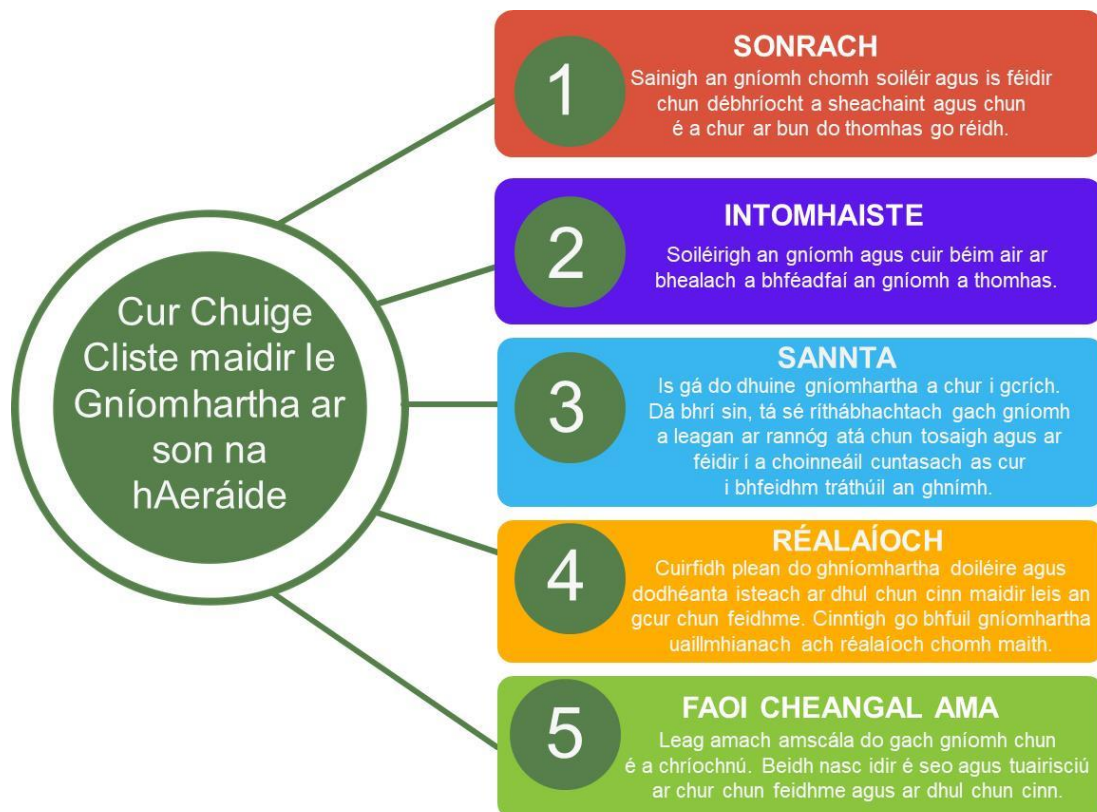 Cur Chuige
Cliste maidir le
Gníomhartha ar
son na
hAeráide
1
SONRACH
Sainigh an gníomh chomh soiléir agus is féidir
chun débhríocht a sheachaint agus chun
é a chur ar bun do thomhas go réidh.
2
INTOMHAISTE
Soiléirigh an gníomh agus cuir béim air ar
bhealach a bhféadfaí an gníomh a thomhas.
3
SANNTA
Is gá do dhuine gníomhartha a chur i gcrích.
Dá bhrí sin, tá sé ríthábhachtach gach gníomh
a leagan ar rannóg atá chun tosaigh agus ar
féidir í a choinneáil cuntasach as cur
i bhfeidhm tráthúil an ghnímh.
4
RÉALAÍOCH
Cuirfidh plean do ghníomhartha doiléire agus
dodhéanta isteach ar dhul chun cinn maidir leis an
gcur chun feidhme. Cinntigh go bhfuil gníomhartha
uaillmhianach ach réalaíoch chomh maith.
5
FAOI CHEANGAL AMA
Leag amach amscála do gach gníomh chun
é a chríochnú. Beidh nasc idir é seo agus tuairisciú
ar chur chun feidhme agus ar dhul chun cinn.